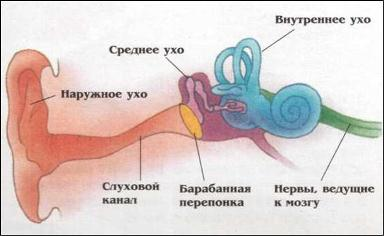 Внутреннее ухо
Среднее ухо
Наружное ухо
Слуховой
канал
Барабанная
перепонка
Нервы, ведущие
к мозгу